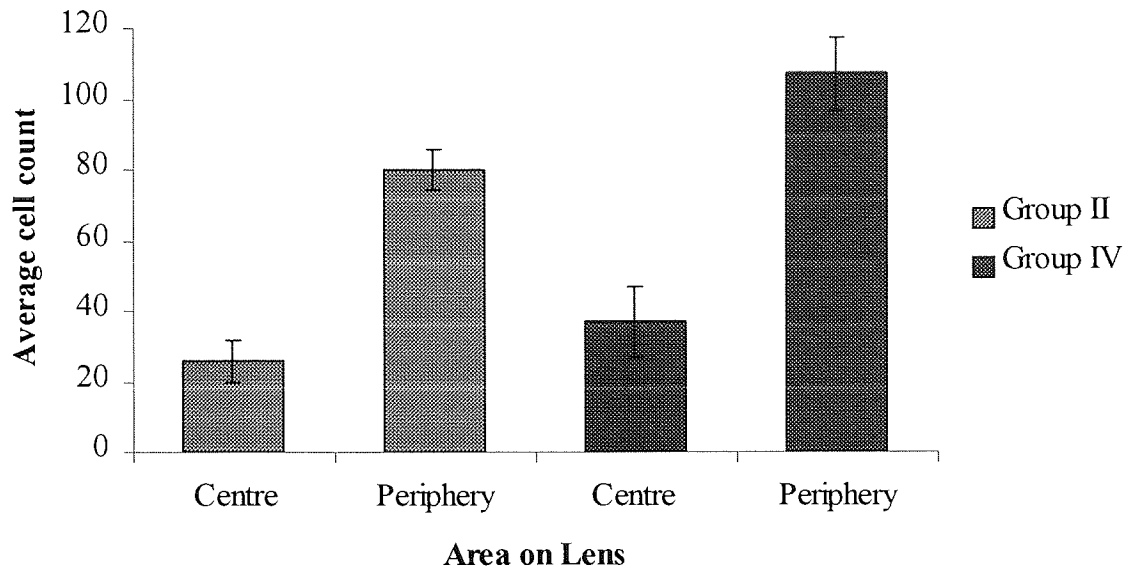 120
100
80
60
40
20
0
Average cell count
Centre Periphery Centre Periphery
Area on Lens
Group II
Group IV